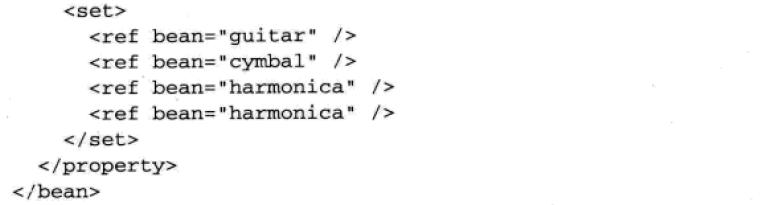 <set>
<ref bean="guitar" />
<ref bean="cymbal" />
<ref bean="harmonica" />
<ref bean="harmonica" />
</set>
</property>
</bean>